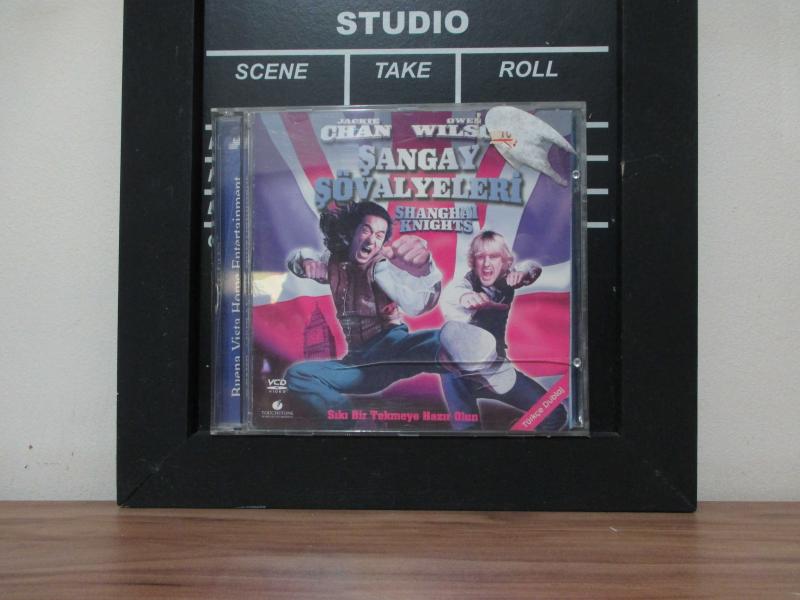 STUDIO
SCENE TAKE ROLL
JACKIE OWEN
CHAN WILS
ŞANGAY
ŞÖVALYELERİ
SHANGHAI
KNIGHTS
Buena Vista Home Entertainment
VCD
VIDEO
TOUCHSTONE
Sıkı Bir Tekmeye Hazır Olun
Türkçe Dublaj